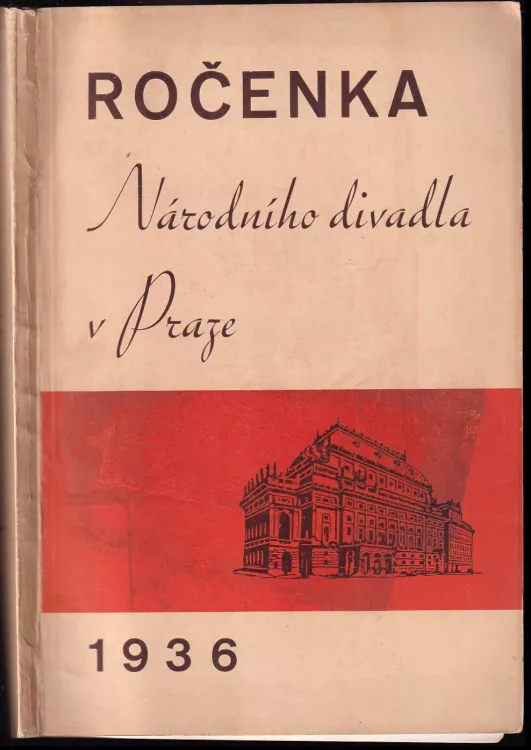 ROČENKA
Národního divadla
v Praze
1936